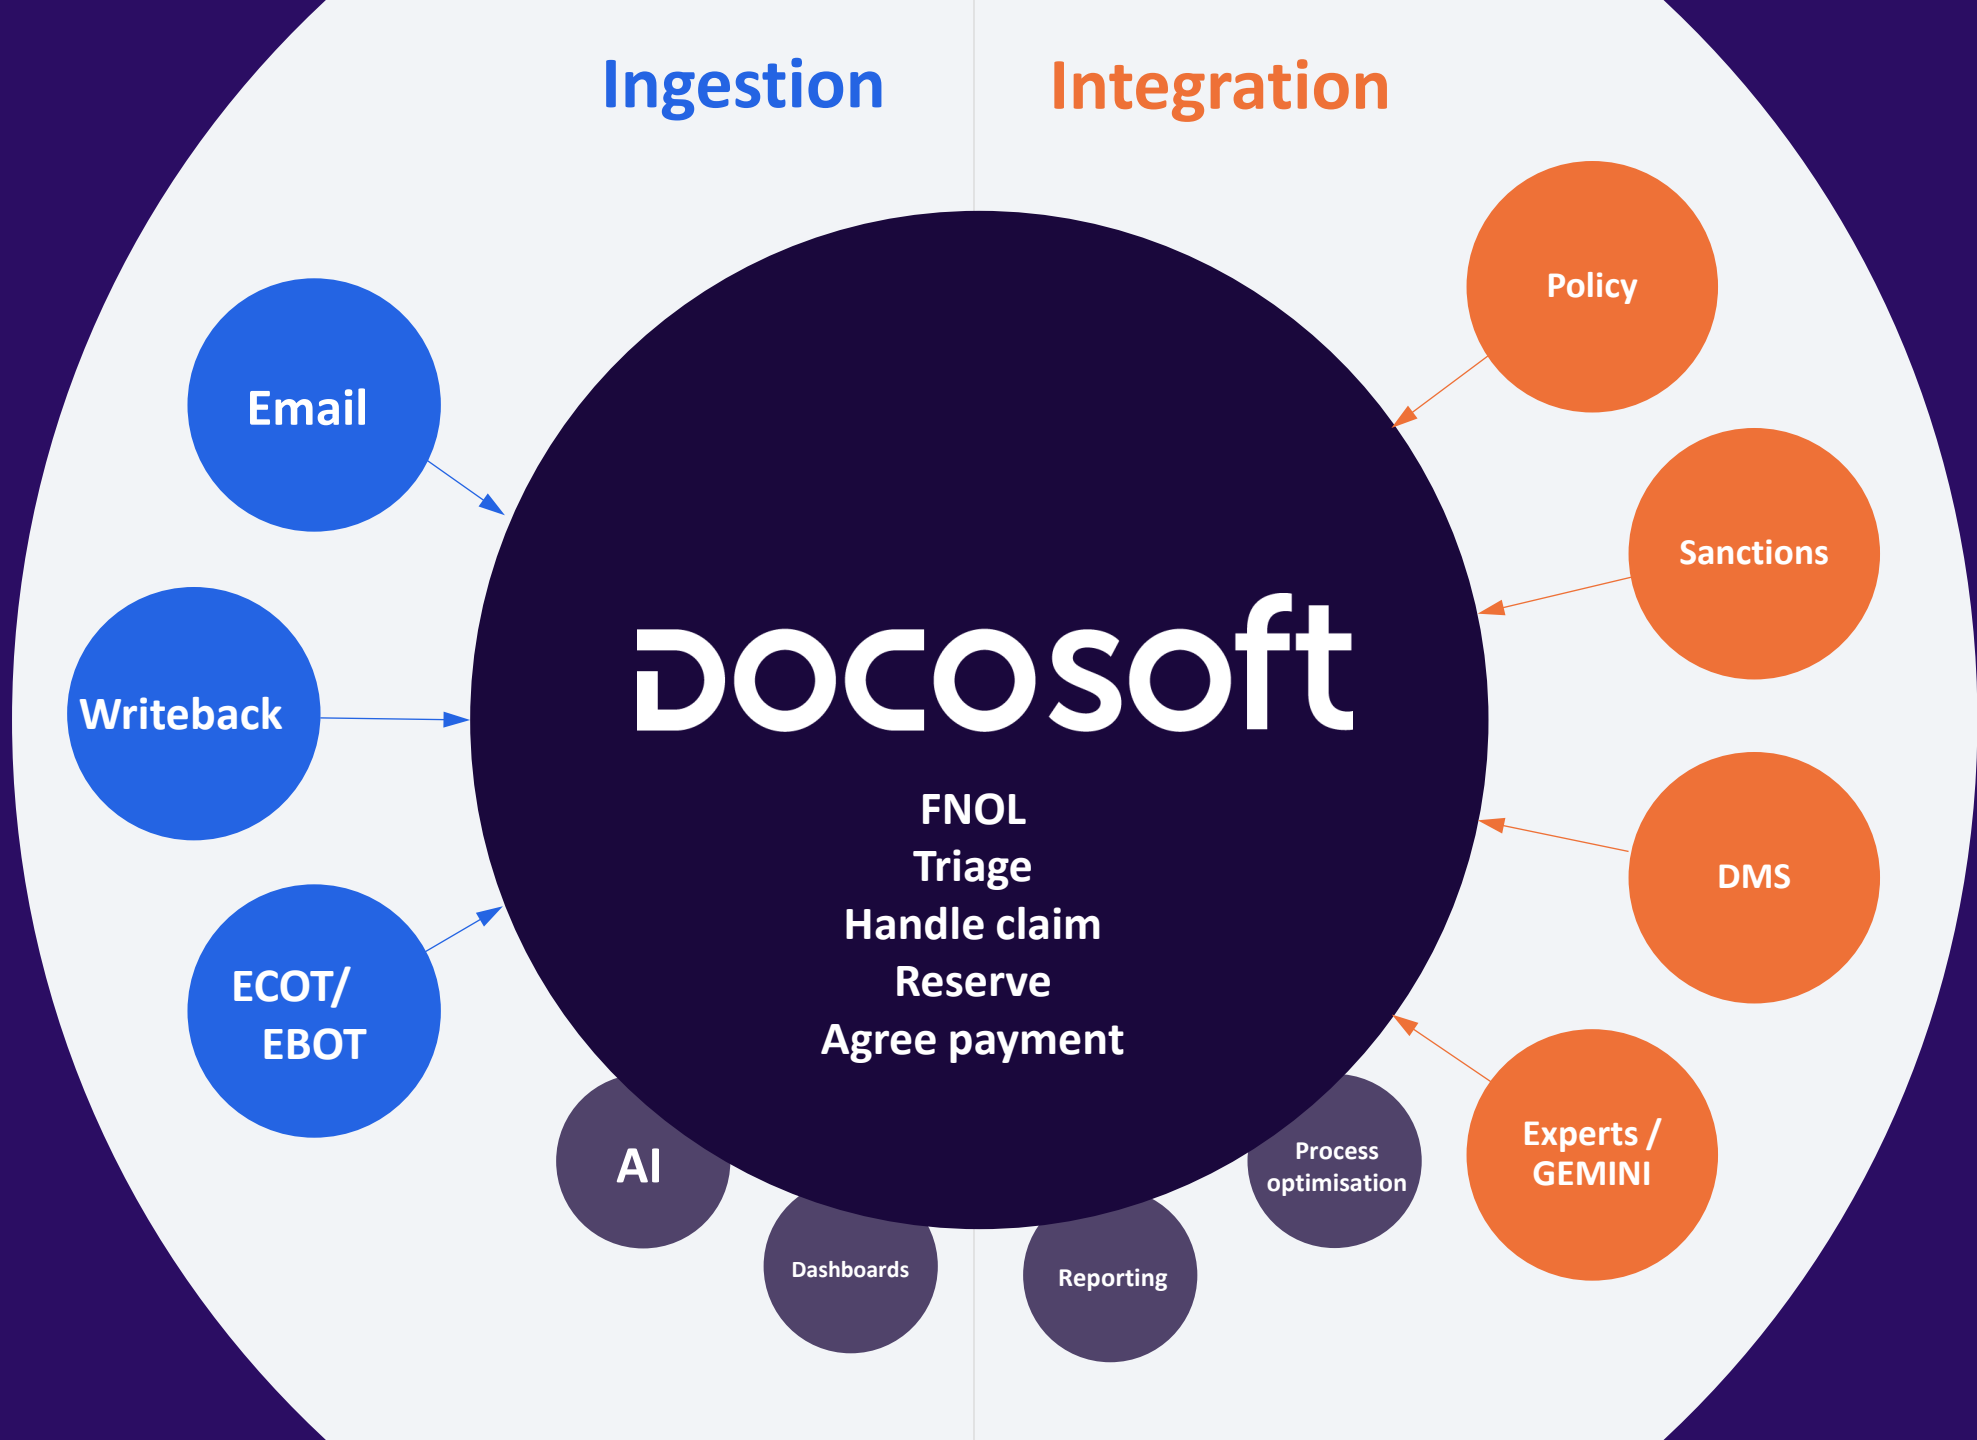 Ingestion
Integration
Email
Writeback
ECOT/
EBOT
DOCOSOft
FNOL
Triage
Handle claim
Reserve
Agree payment
Policy
Sanctions
DMS
Experts /
GEMINI
AI
Dashboards
Reporting
Process
optimisation